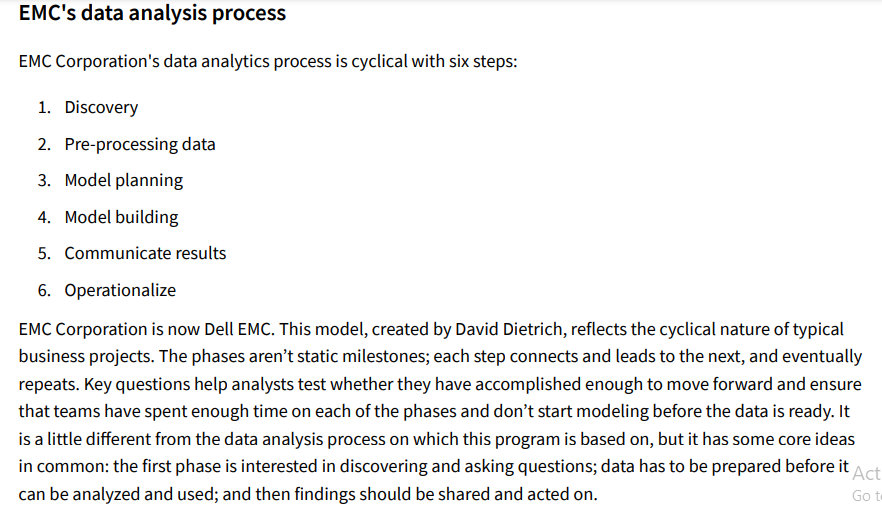 EMC's data analysis process
EMC Corporation's data analytics process is cyclical with six steps:
1. Discovery
2. Pre-processing data
3. Model planning
4. Model building
5. Communicate results
6. Operationalize
EMC Corporation is now Dell EMC. This model, created by David Dietrich, reflects the cyclical nature of typical
business projects. The phases aren’t static milestones; each step connects and leads to the next, and eventually
repeats. Key questions help analysts test whether they have accomplished enough to move forward and ensure
that teams have spent enough time on each of the phases and don’t start modeling before the data is ready. It
is a little different from the data analysis process on which this program is based on, but it has some core ideas
in common: the first phase is interested in discovering and asking questions; data has to be prepared before it
can be analyzed and used; and then findings should be shared and acted on.
Act
Go t